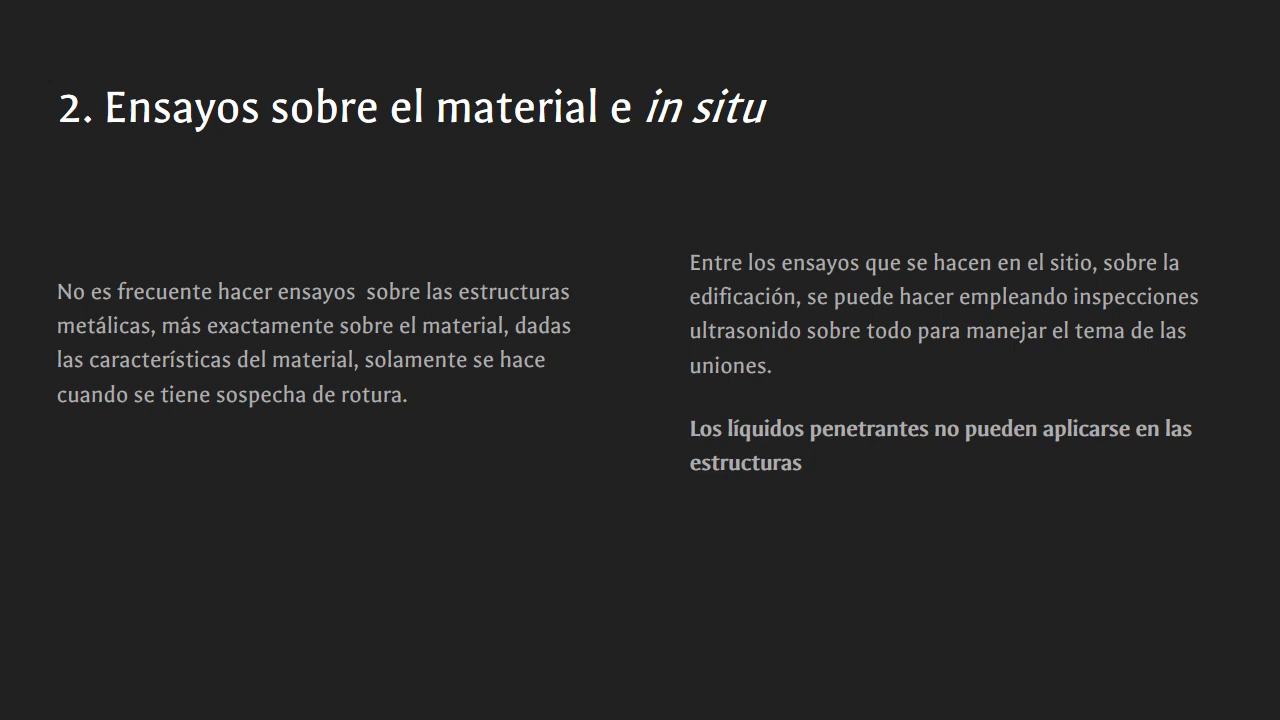 2. Ensayos sobre el material e in situ
No es frecuente hacer ensayos  sobre las estructuras
metálicas, más exactamente sobre el material, dadas
las características del material, solamente se hace
cuando se tiene sospecha de rotura.
Entre los ensayos que se hacen en el sitio, sobre la
edificación, se puede hacer empleando inspecciones
ultrasonido sobre todo para manejar el tema de las
uniones.
Los líquidos penetrantes no pueden aplicarse en las
estructuras